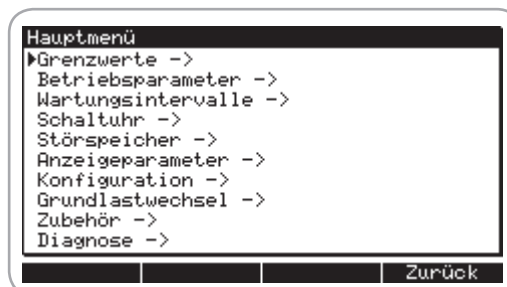 Hauptmenü
▶Grenzwerte ->
Betriebsparameter ->
Wartungsintervalle ->
Schaltuhr ->
Störspeicher ->
Anzeigeparameter ->
Konfiguration ->
Grundlastwechsel ->
Zubehör ->
Diagnose ->
Zurück